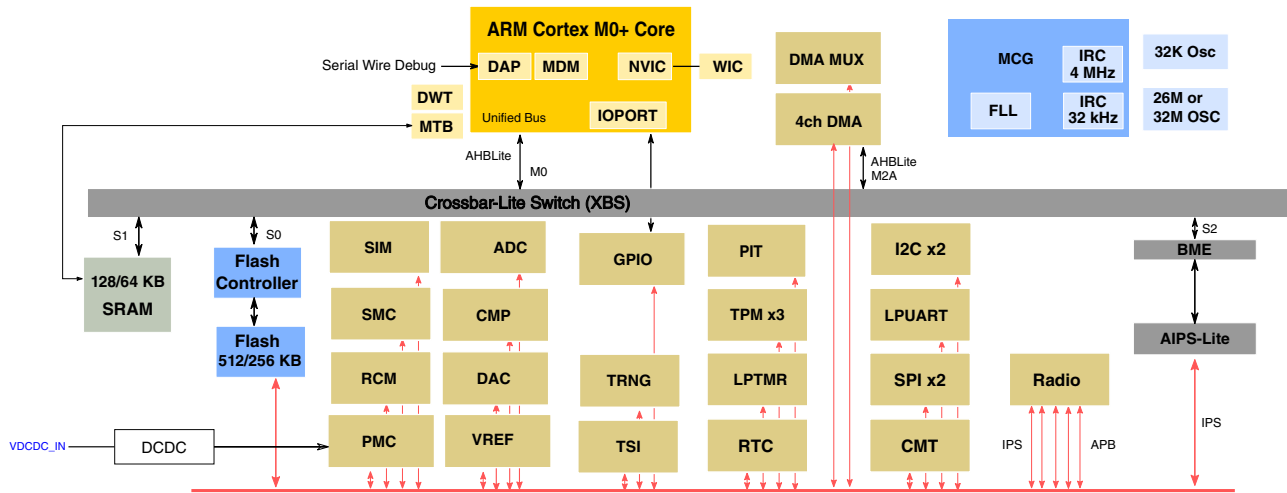 ARM Cortex M0+ Core
Serial Wire Debug
DAP
MDM
NVIC
WIC
DWT
MTB
Unified Bus
IOPORT
DMA MUX
4ch DMA
MCG
IRC
4 MHz
FLL
IRC
32 kHz
32K Osc
26M or
32M OSC
AHBLite
M0
AHBLite
M2A
Crossbar-Lite Switch (XBS)
S1
S0
S2
128/64 KB
SRAM
Flash
Controller
Flash
512/256 KB
SIM
SMC
RCM
PMC
ADC
CMP
DAC
VREF
GPIO
TRNG
TSI
PIT
TPM x3
LPTMR
RTC
I2C x2
LPUART
SPI x2
CMT
Radio
IPS
APB
BME
AIPS-Lite
IPS
VDCDC_IN
DCDC